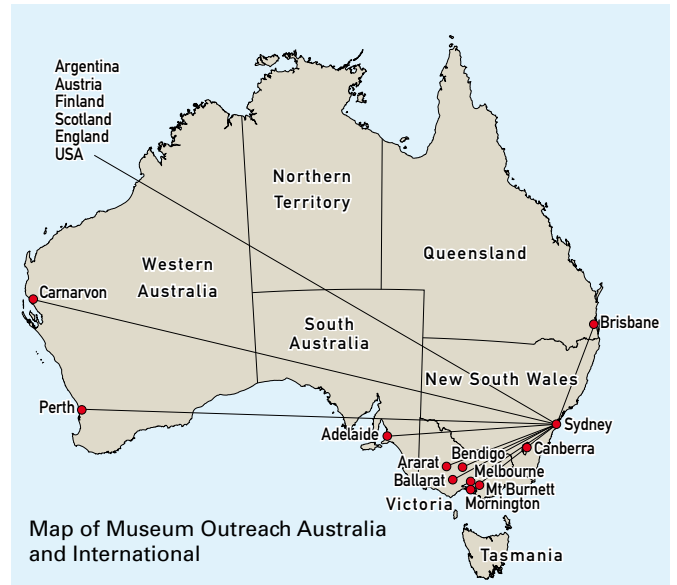 Argentina
Austria
Finland
Scotland
England
USA
Northern
Territory
Queensland
Western
Australia
Carnarvon
South
Australia
Brisbane
New South Wales
Perth
Sydney
Adelaide
Canberra
Bendigo
Ararat
Melbourne
Ballarat
Mt Burnett
Victoria
Mornington
Map of Museum Outreach Australia
and International
Tasmania